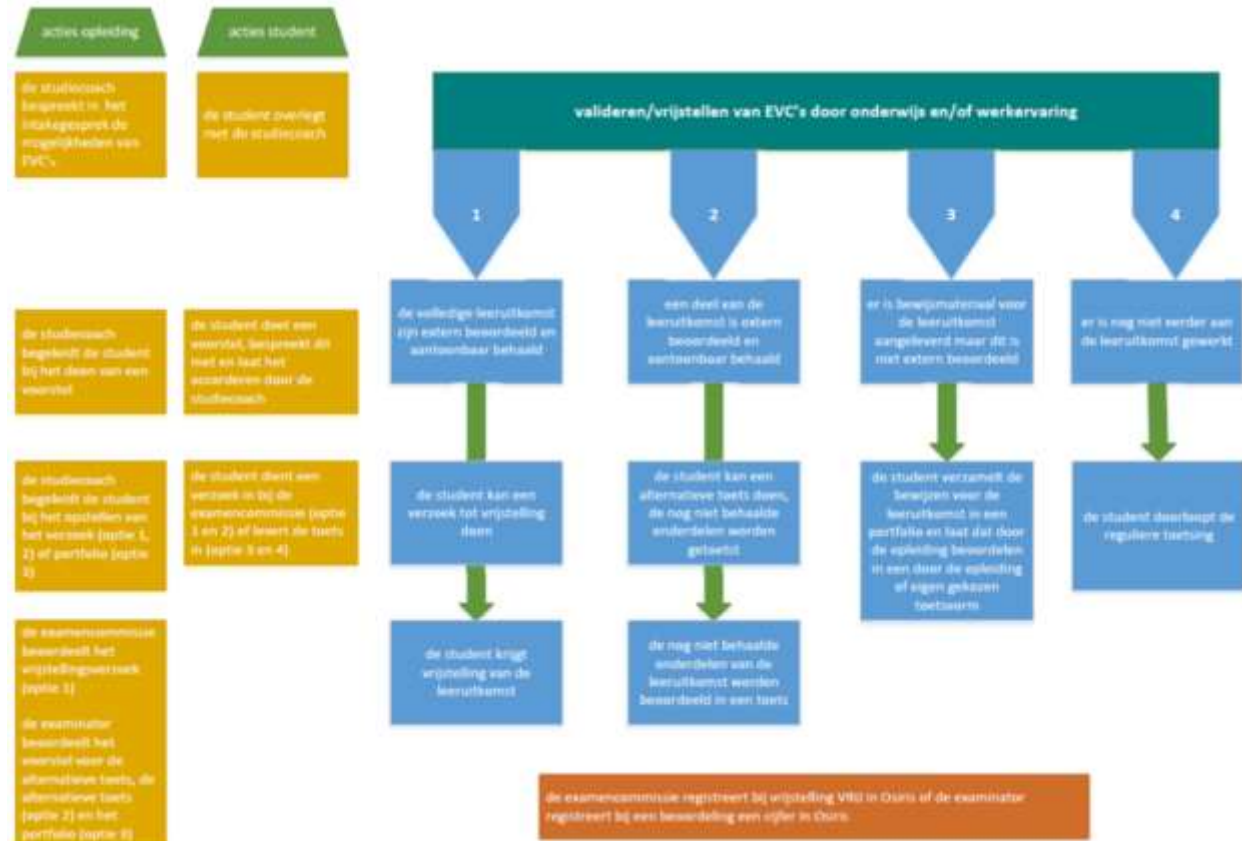 acties opleiding
acties student
de studiecoach
bespreekt in het
intakegesprek de
mogelijkheden van
EVC's.
de student overlegt
met de studiecoach
valideren/vrijstellen van EVC's door onderwijs en/of werkervaring
1
2
3
4
de studiecoach
begeleidt de student
bij het doen van een
voorstel
de student doet een
voorstel, bespreekt dit
met en laat het
accorderen door de
studiecoach
de volledige leeruitkomst
zijn extern beoordeeld en
aantoonbaar behaald
een deel van de
leeruitkomst is extern
beoordeeld en
aantoonbaar behaald
er is bewijsmateriaal voor
de leeruitkomst
aangeleverd maar dit is
niet extern beoordeeld
er is nog niet eerder aan
de leeruitkomst gewerkt
de studiecoach
begeleidt de student
bij het opstellen van
het verzoek (optie 1,
2) of portfolio (optie
3)
de student dient een
verzoek in bij de
examencommissie (optie
1 en 2) of levert de toets
in (optie 3 en 4)
de student kan een
verzoek tot vrijstelling
doen
de student kan een
alternatieve toets doen,
de nog niet behaalde
onderdelen worden
getoetst
de student verzamelt de
bewijzen voor de
leeruitkomst in een
portfolio en laat dat door
de opleiding beoordelen
in een door de opleiding
of eigen gekozen
toetsvorm
de student doorloopt de
reguliere toetsing
de examencommissie
beoordeelt het
vrijstellingsverzoek
(optie 1)
de examinator
beoordeelt het
voorstel voor de
alternatieve toets, de
alternatieve toets
(optie 2) en het
portfolio (optie 3)
de student krijgt
vrijstelling van de
leeruitkomst
de nog niet behaalde
onderdelen van de
leeruitkomst worden
beoordeeld in een toets
de examencommissie registreert bij vrijstelling VRIJ in Osiris of de examinator
registreert bij een beoordeling een cijfer in Osiris